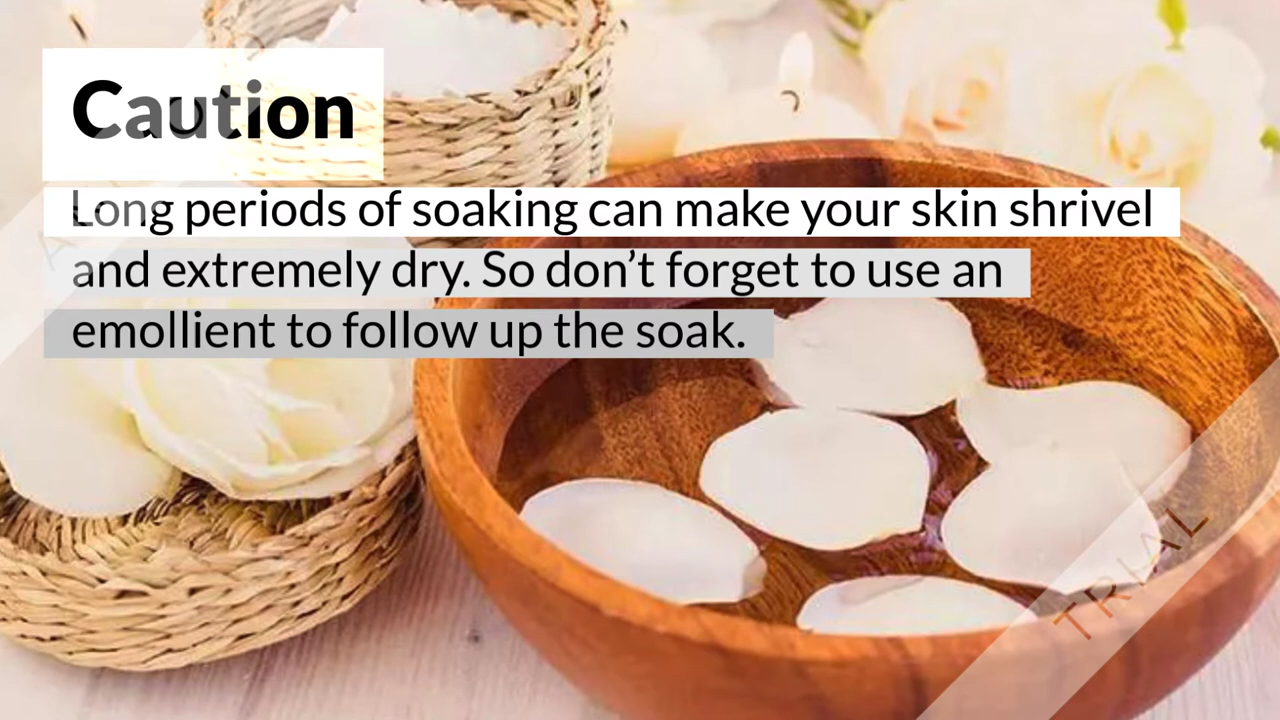 Caution
Long periods of soaking can make your skin shrivel
and extremely dry. So don’t forget to use an
emollient to follow up the soak.
TRIAL